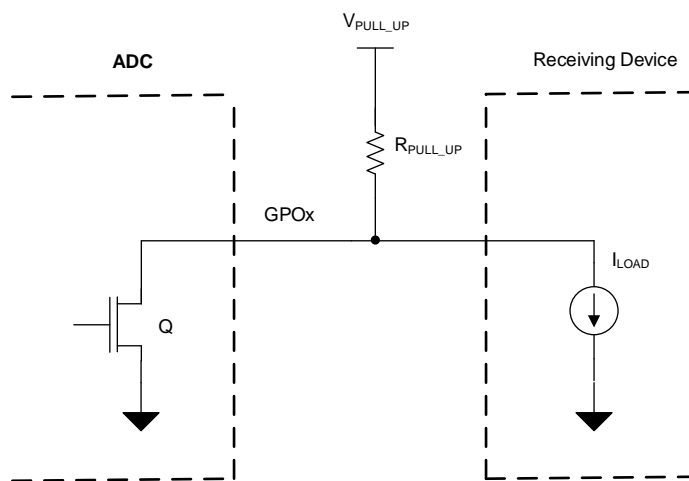 V_PULL_UP
ADC
Receiving Device
R_PULL_UP
GPOx
I_LOAD
Q